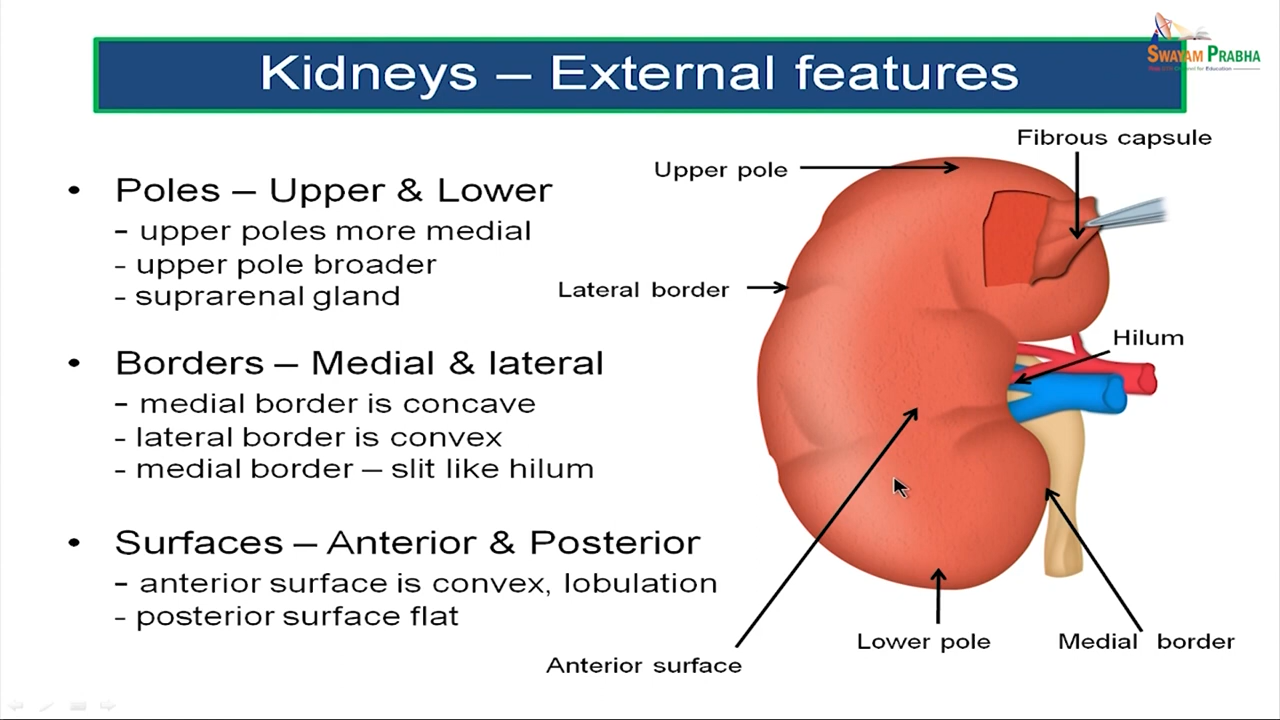 SWAYAM PRABHA
Kidneys – External features
• Poles – Upper & Lower
- upper poles more medial
- upper pole broader
- suprarenal gland
• Borders – Medial & lateral
- medial border is concave
- lateral border is convex
- medial border – slit like hilum
• Surfaces – Anterior & Posterior
- anterior surface is convex, lobulation
- posterior surface flat
Fibrous capsule
Upper pole
Lateral border
Hilum
Lower pole
Medial border
Anterior surface